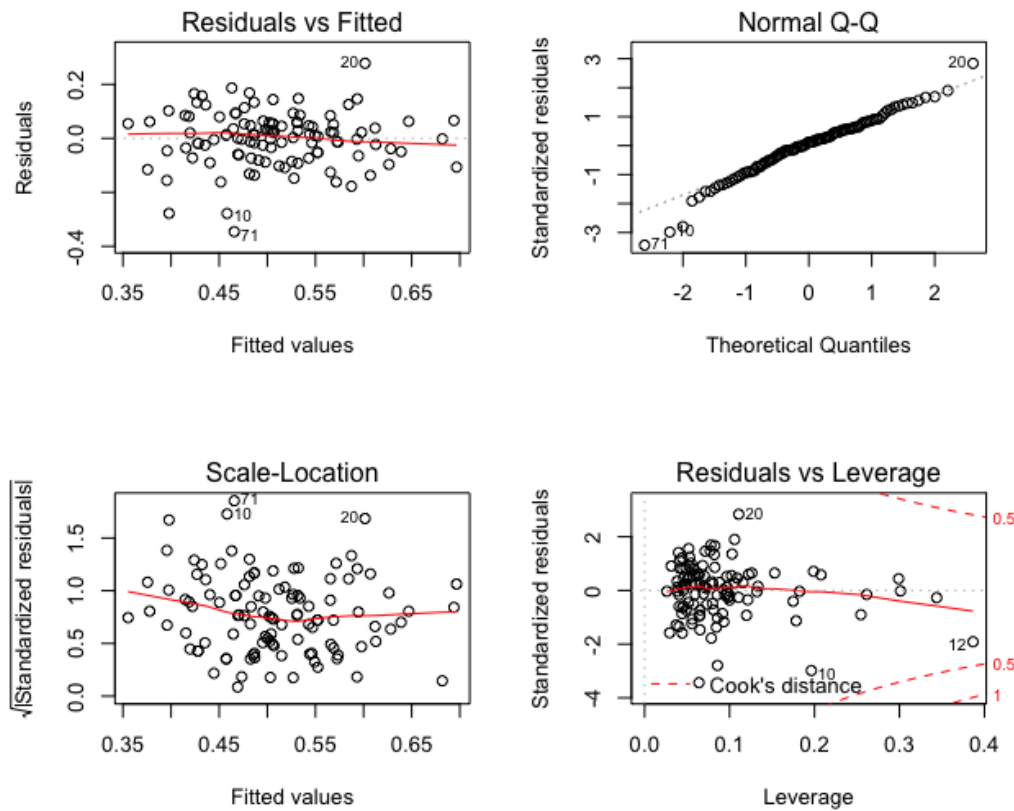 Residuals vs Fitted
Residuals
0.2
0.0
-0.4
20
10
71
0.35 0.45 0.55 0.65
Fitted values
Normal Q-Q
Standardized residuals
3
1
-1
-3
20
71 10
-2 -1 0 1 2
Theoretical Quantiles
Scale-Location
√|Standardized residuals|
1.5
1.0
0.5
0.0
71
10
20
0.35 0.45 0.55 0.65
Fitted values
Residuals vs Leverage
Standardized residuals
2
0
-2
-4
20
0.5
12
10
0.5
Cook's distance
1
0.0 0.1 0.2 0.3 0.4
Leverage